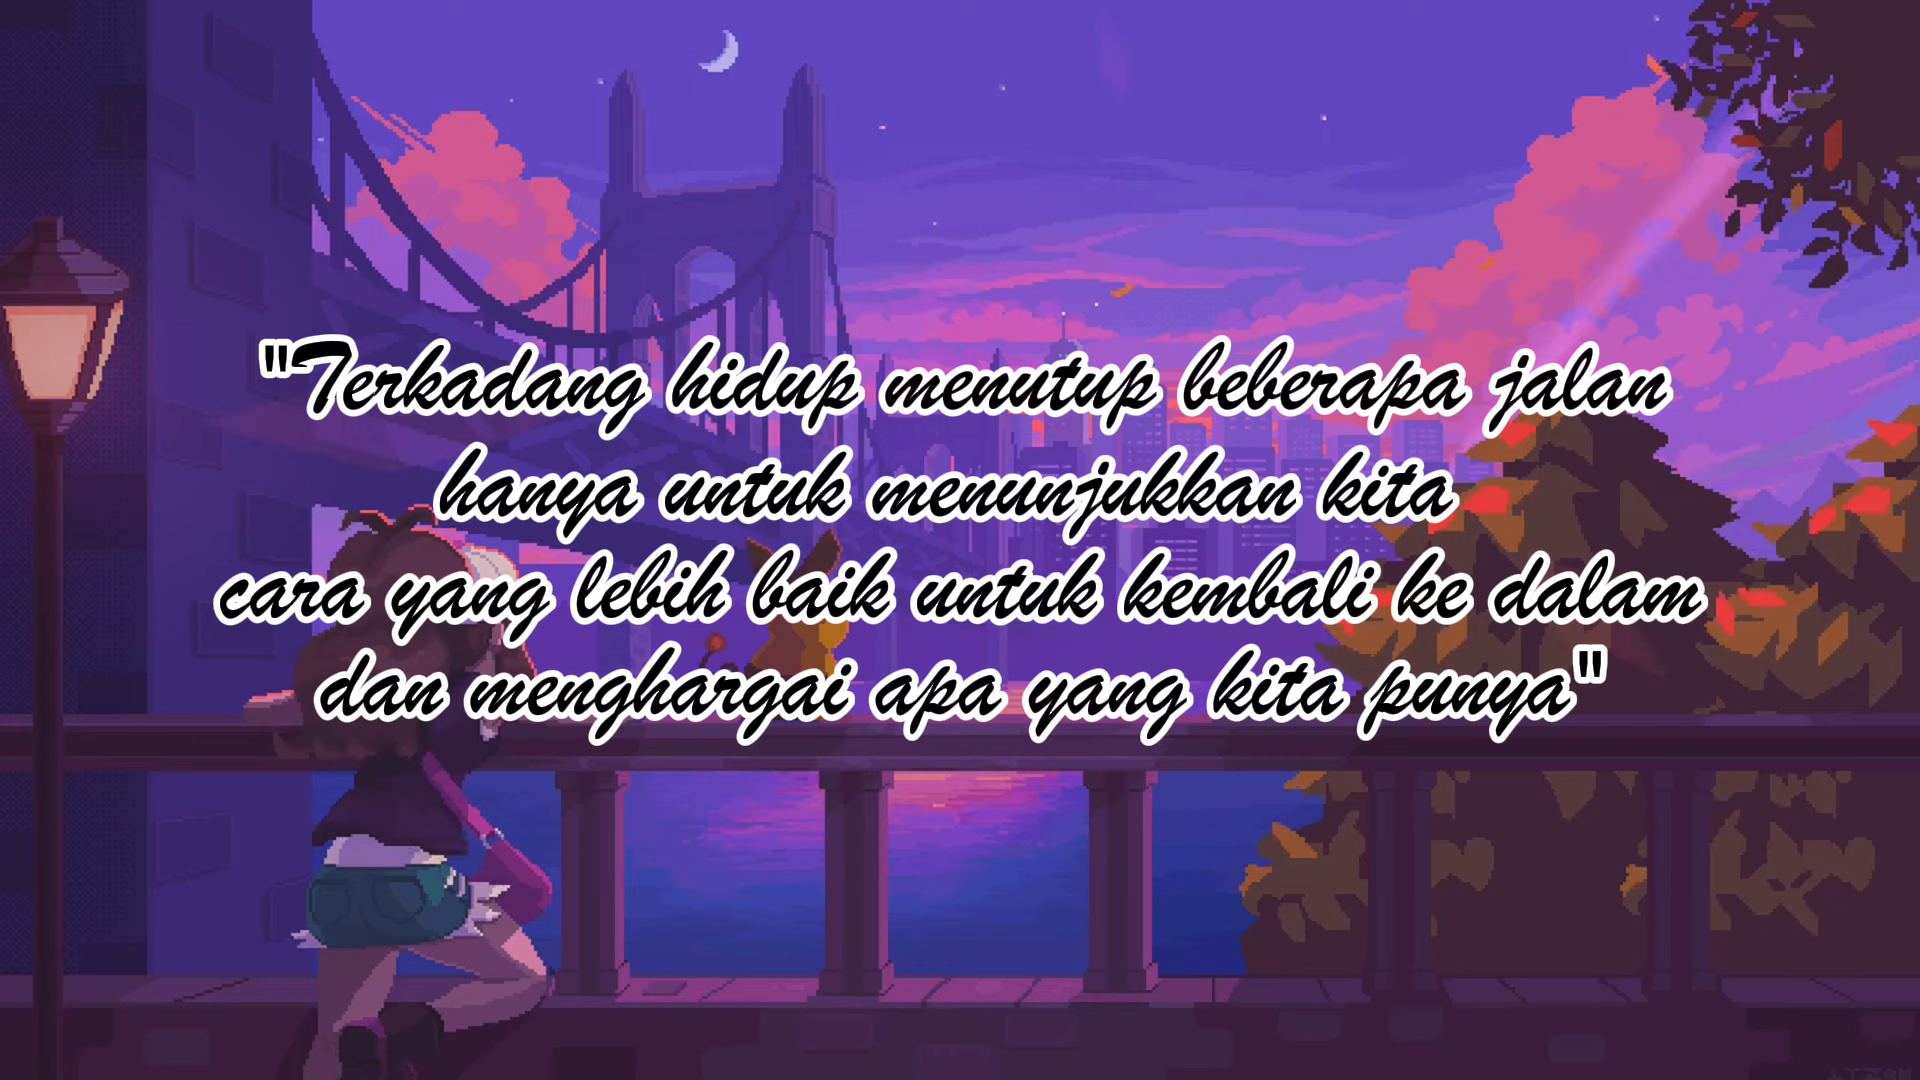 "Terkadang hidup menutup beberapa jalan
hanya untuk menunjukkan kita
cara yang lebih baik untuk kembali ke dalam
dan menghargai apa yang kita punya"